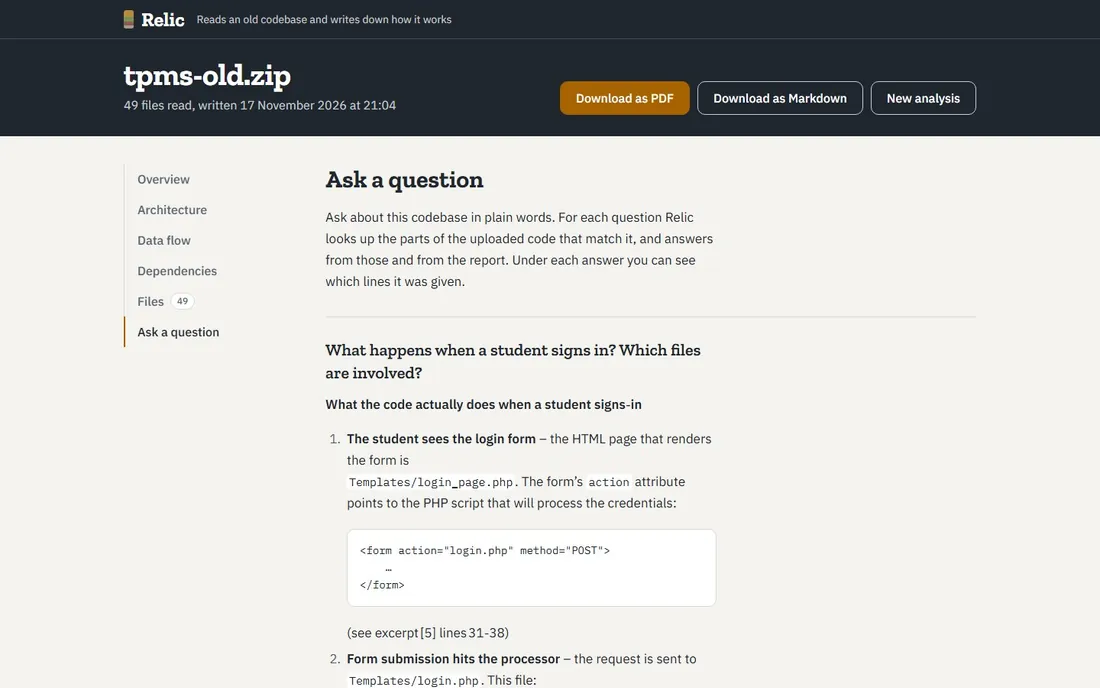 Relic
Reads an old codebase and writes down how it works
tpms-old.zip
49 files read, written 17 November 2026 at 21:04
Download as PDF
Download as Markdown
New analysis
Overview
Architecture
Data flow
Dependencies
Files 49
Ask a question
Ask a question
Ask about this codebase in plain words. For each question Relic
looks up the parts of the uploaded code that match it, and answers
from those and from the report. Under each answer you can see
which lines it was given.
What happens when a student signs in? Which files
are involved?
What the code actually does when a student signs-in
1. The student sees the login form – the HTML page that renders
the form is
Templates/login_page.php. The form’s action attribute
points to the PHP script that will process the credentials:
<form action="login.php" method="POST">
…
</form>
(see excerpt [5] lines 31-38)
2. Form submission hits the processor – the request is sent to
Templates/login.php. This file: